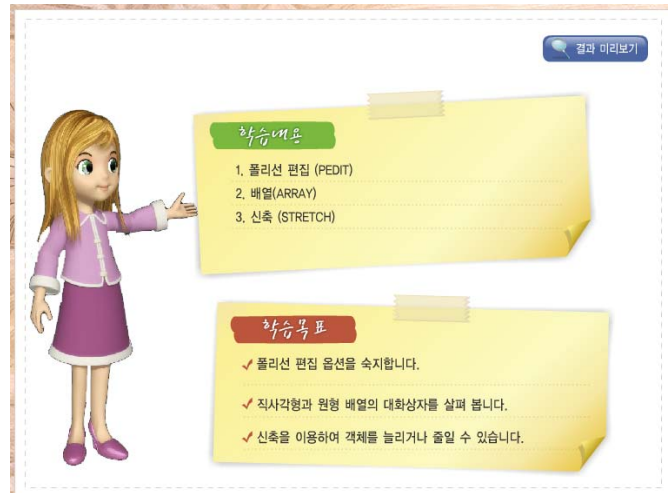 결과 미리보기
학습내용
1. 폴리선 편집 (PEDIT)
2. 배열(ARRAY)
3. 신축 (STRETCH)
학습목표
폴리선 편집 옵션을 숙지합니다.
직사각형과 원형 배열의 대화상자를 살펴 봅니다.
신축을 이용하여 객체를 늘리거나 줄일 수 있습니다.